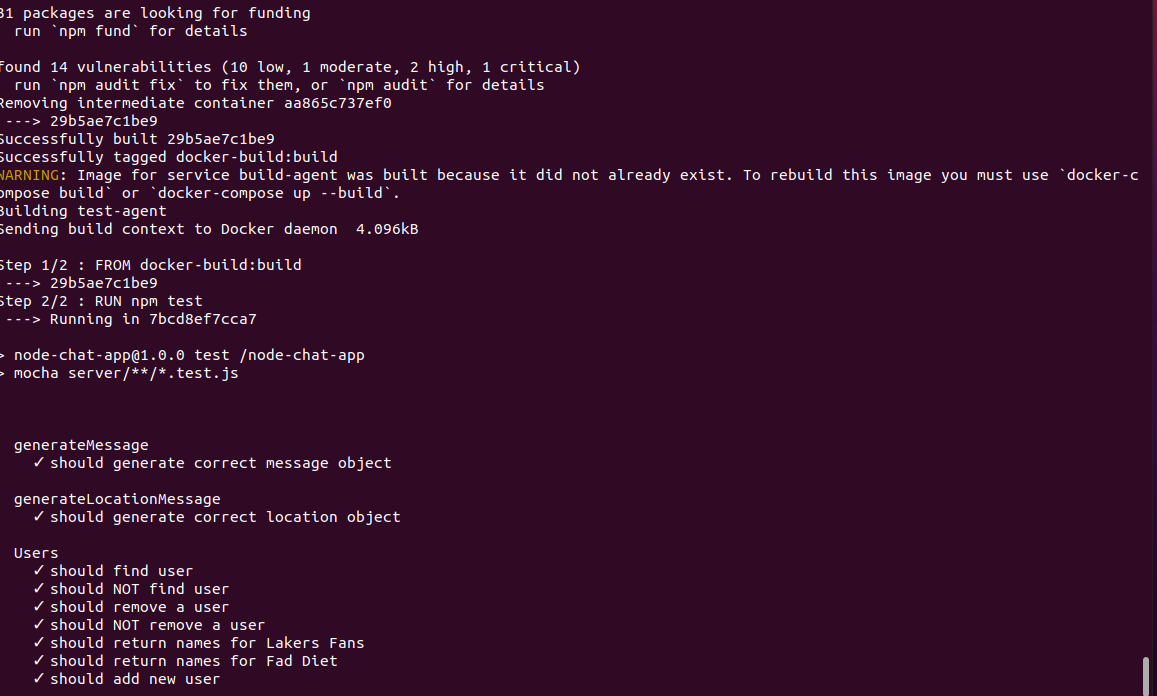 31 packages are looking for funding
run `npm fund` for details
found 14 vulnerabilities (10 low, 1 moderate, 2 high, 1 critical)
run `npm audit fix` to fix them, or `npm audit` for details
Removing intermediate container aa865c737ef0
---> 29b5ae7c1be9
Successfully built 29b5ae7c1be9
Successfully tagged docker-build:build
WARNING: Image for service build-agent was built because it did not already exist. To rebuild this image you must use `docker-c
ompose build` or `docker-compose up --build`.
Building test-agent
Sending build context to Docker daemon  4.096kB
Step 1/2 : FROM docker-build:build
---> 29b5ae7c1be9
Step 2/2 : RUN npm test
---> Running in 7bcd8ef7cca7
> node-chat-app@1.0.0 test /node-chat-app
> mocha server/**/*.test.js
generateMessage
✓ should generate correct message object
generateLocationMessage
✓ should generate correct location object
Users
✓ should find user
✓ should NOT find user
✓ should remove a user
✓ should NOT remove a user
✓ should return names for Lakers Fans
✓ should return names for Fad Diet
✓ should add new user